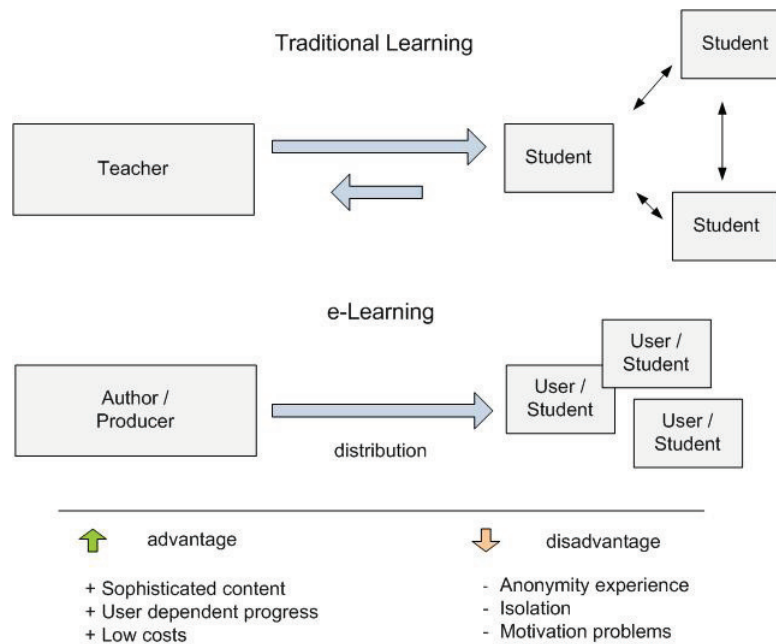 Traditional Learning
Student
Teacher
Student
Student
e-Learning
User /
Student
Author /
Producer
User /
Student
User /
Student
distribution
advantage
+ Sophisticated content
+ User dependent progress
+ Low costs
disadvantage
- Anonymity experience
- Isolation
- Motivation problems